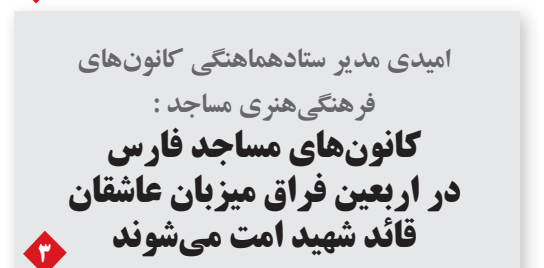 امیدی مدیر ستادهماهنگی کانون‌های
فرهنگی‌هنری مساجد :
کانون‌های مساجد فارس
در اربعین فراق میزبان عاشقان
قائد شهید امت می‌شوند
۳